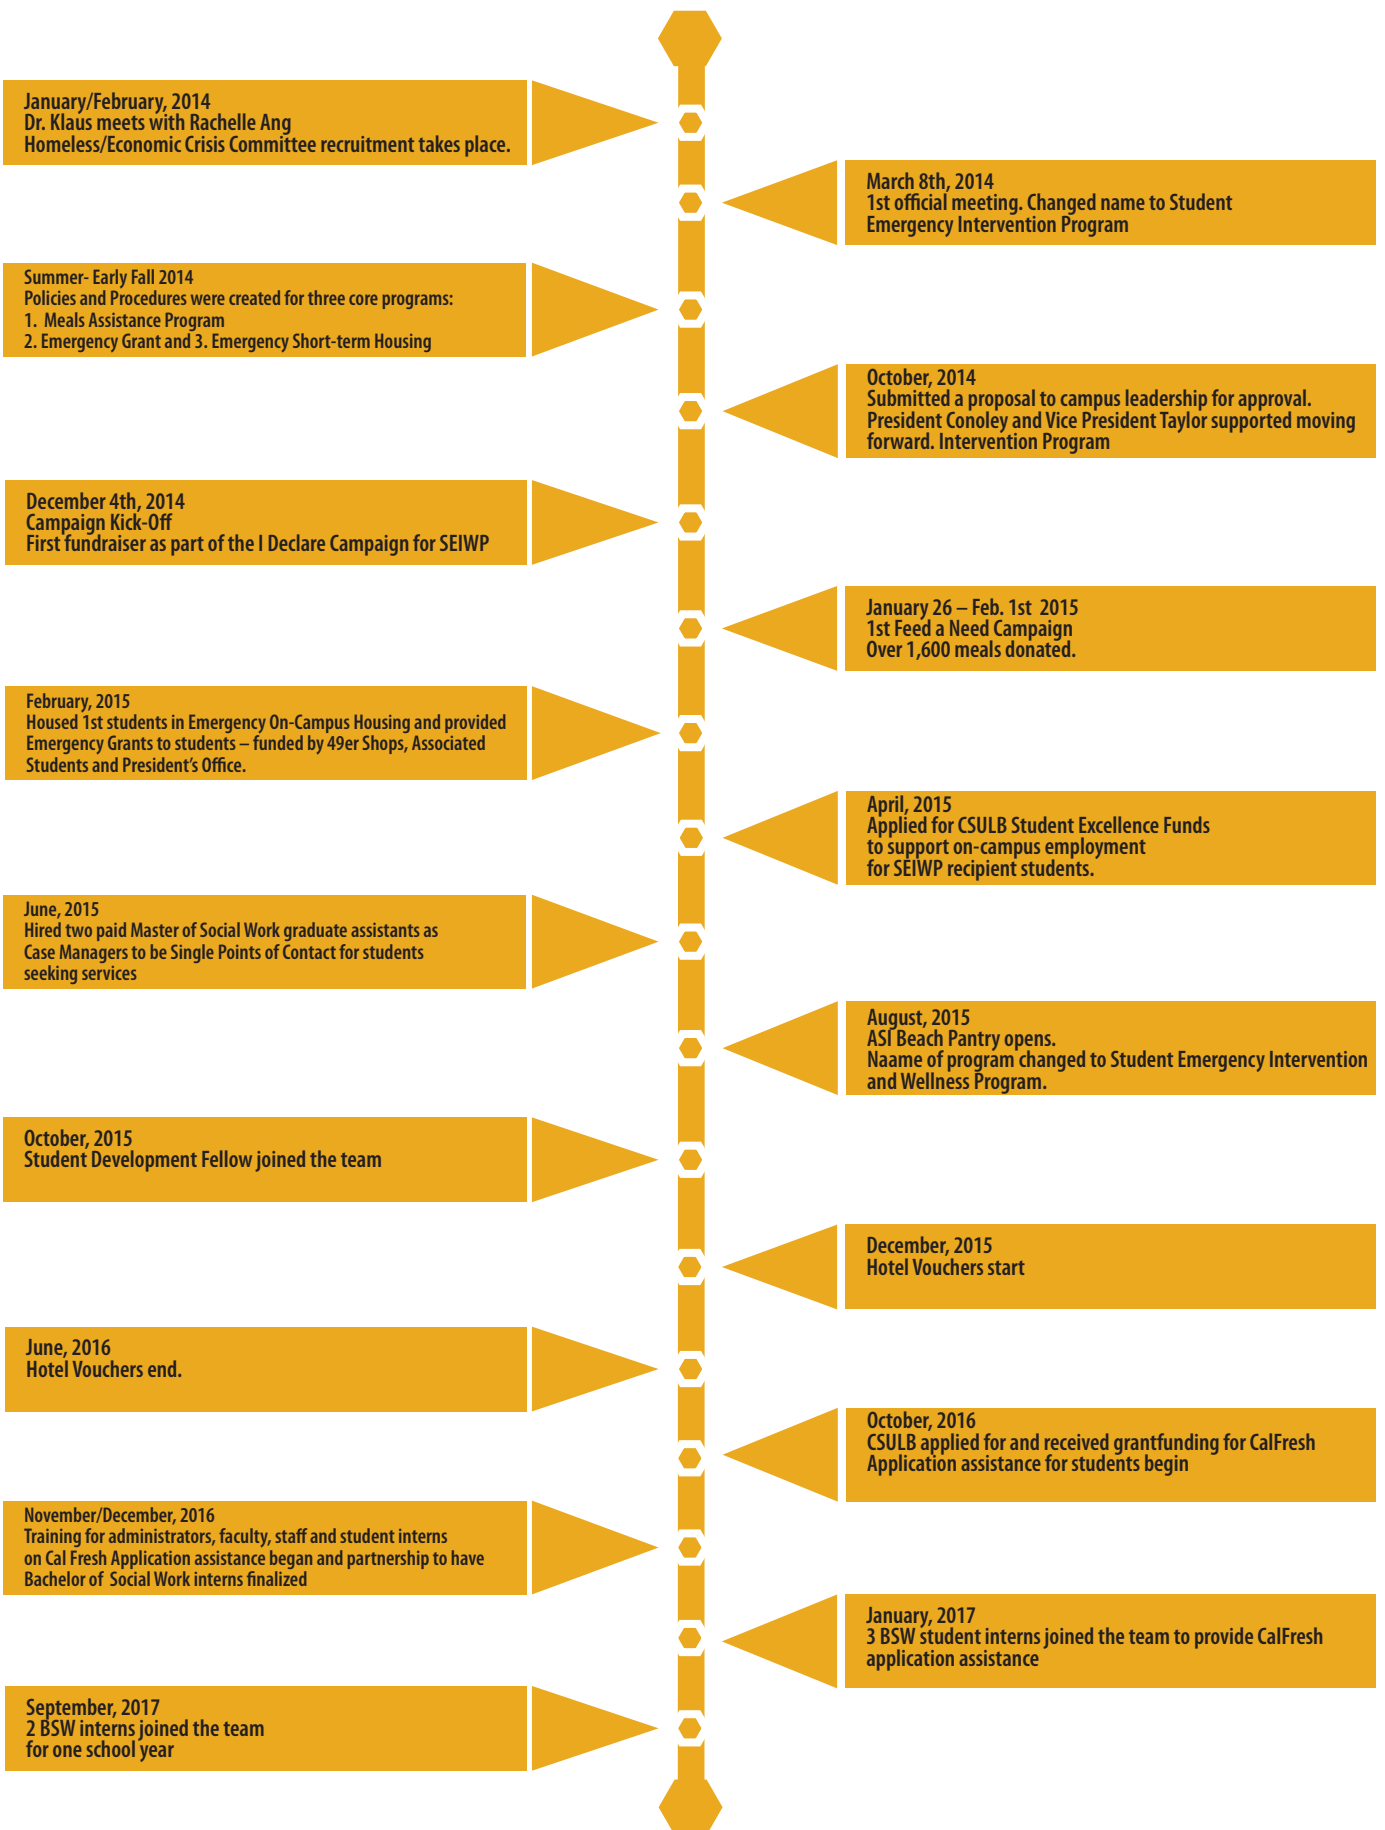 January/February, 2014
Dr. Klaus meets with Rachelle Ang
Homeless/Economic Crisis Committee recruitment takes place.
March 8th, 2014
1st official meeting. Changed name to Student
Emergency Intervention Program
Summer- Early Fall 2014
Policies and Procedures were created for three core programs:
1. Meals Assistance Program
2. Emergency Grant and 3. Emergency Short-term Housing
October, 2014
Submitted a proposal to campus leadership for approval.
President Conoley and Vice President Taylor supported moving
forward. Intervention Program
December 4th, 2014
Campaign Kick-Off
First fundraiser as part of the I Declare Campaign for SEIWP
January 26 – Feb. 1st 2015
1st Feed a Need Campaign
Over 1,600 meals donated.
February, 2015
Housed 1st students in Emergency On-Campus Housing and provided
Emergency Grants to students – funded by 49er Shops, Associated
Students and President’s Office.
April, 2015
Applied for CSULB Student Excellence Funds
to support on-campus employment
for SEIWP recipient students.
June, 2015
Hired two paid Master of Social Work graduate assistants as
Case Managers to be Single Points of Contact for students
seeking services
August, 2015
ASI Beach Pantry opens.
Naame of program changed to Student Emergency Intervention
and Wellness Program.
October, 2015
Student Development Fellow joined the team
December, 2015
Hotel Vouchers start
June, 2016
Hotel Vouchers end.
October, 2016
CSULB applied for and received grantfunding for CalFresh
Application assistance for students begin
November/December, 2016
Training for administrators, faculty, staff and student interns
on Cal Fresh Application assistance began and partnership to have
Bachelor of Social Work interns finalized
January, 2017
3 BSW student interns joined the team to provide CalFresh
application assistance
September, 2017
2 BSW interns joined the team
for one school year